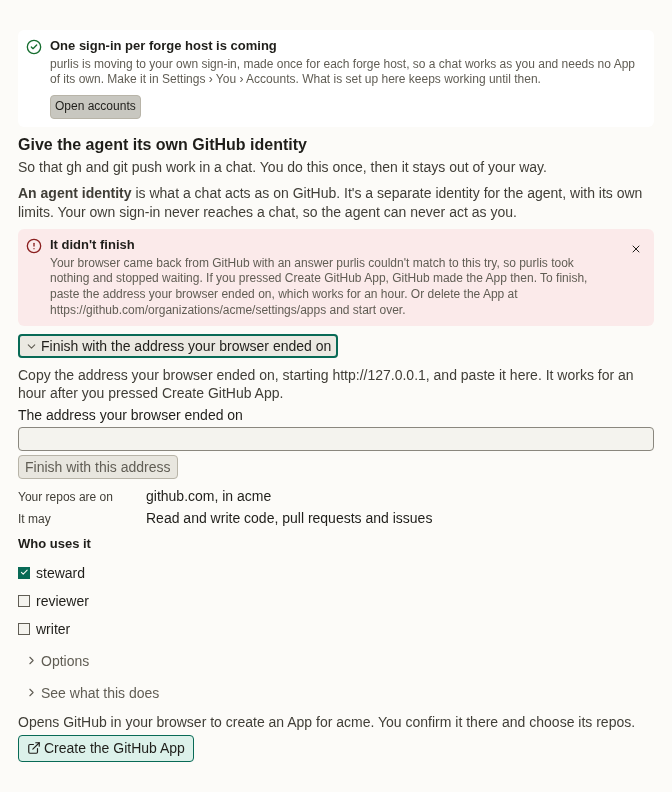 One sign-in per forge host is coming
purlis is moving to your own sign-in, made once for each forge host, so a chat works as you and needs no App
of its own. Make it in Settings › You › Accounts. What is set up here keeps working until then.
Open accounts
Give the agent its own GitHub identity
So that gh and git push work in a chat. You do this once, then it stays out of your way.
An agent identity is what a chat acts as on GitHub. It's a separate identity for the agent, with its own
limits. Your own sign-in never reaches a chat, so the agent can never act as you.
It didn't finish
Your browser came back from GitHub with an answer purlis couldn't match to this try, so purlis took
nothing and stopped waiting. If you pressed Create GitHub App, GitHub made the App then. To finish,
paste the address your browser ended on, which works for an hour. Or delete the App at
https://github.com/organizations/acme/settings/apps and start over.
Finish with the address your browser ended on
Copy the address your browser ended on, starting http://127.0.0.1, and paste it here. It works for an
hour after you pressed Create GitHub App.
The address your browser ended on
Finish with this address
Your repos are on github.com, in acme
It may Read and write code, pull requests and issues
Who uses it
steward
reviewer
writer
Options
See what this does
Opens GitHub in your browser to create an App for acme. You confirm it there and choose its repos.
Create the GitHub App